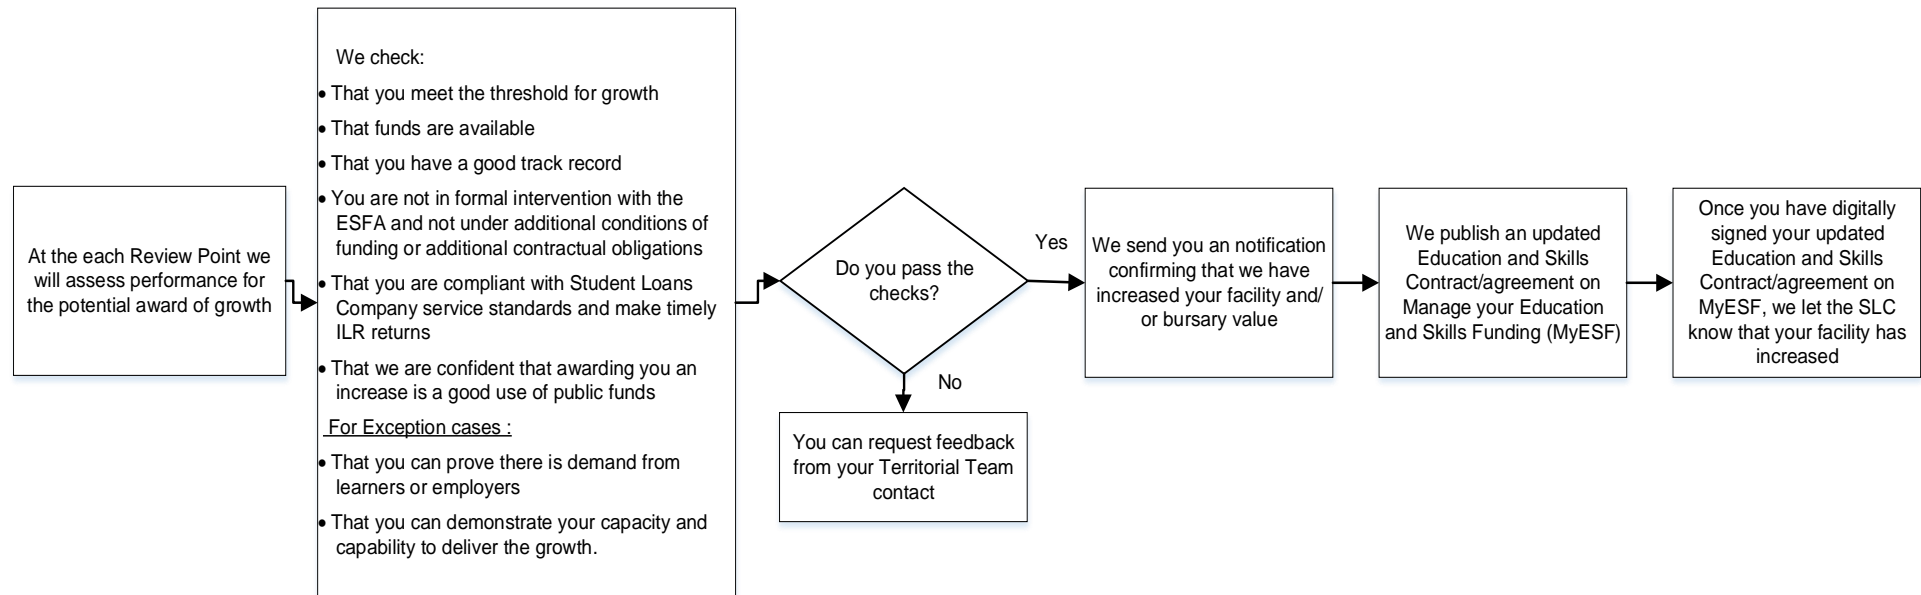 At the each Review Point we
will assess performance for
the potential award of growth
We check:
• That you meet the threshold for growth
• That funds are available
• That you have a good track record
• You are not in formal intervention with the
ESFA and not under additional conditions of
funding or additional contractual obligations
• That you are compliant with Student Loans
Company service standards and make timely
ILR returns
• That we are confident that awarding you an
increase is a good use of public funds
For Exception cases :
• That you can prove there is demand from
learners or employers
• That you can demonstrate your capacity and
capability to deliver the growth.
Do you pass the
checks?
Yes
No
You can request feedback
from your Territorial Team
contact
We send you an notification
confirming that we have
increased your facility and/
or bursary value
We publish an updated
Education and Skills
Contract/agreement on
Manage your Education
and Skills Funding (MyESF)
Once you have digitally
signed your updated
Education and Skills
Contract/agreement on
MyESF, we let the SLC
know that your facility has
increased